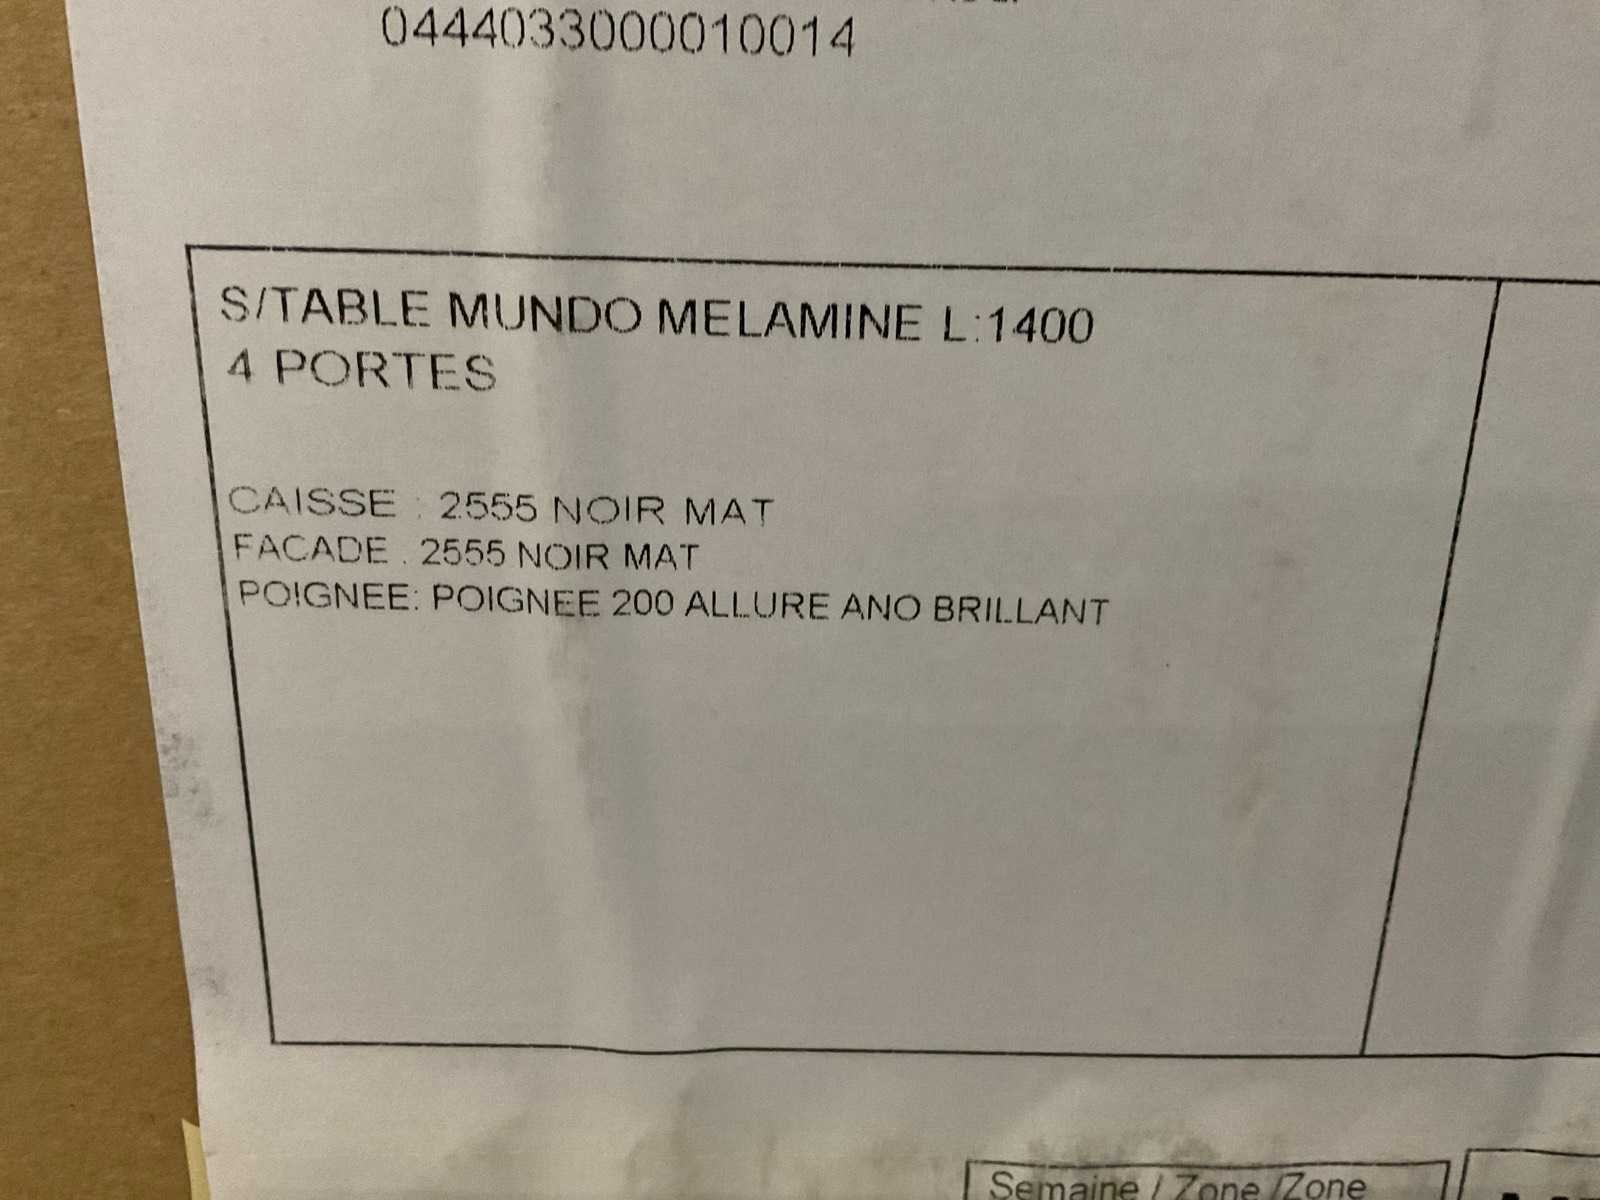 0444033000010014
S/TABLE MUNDO MELAMINE L:1400
4 PORTES
CAISSE : 2555 NOIR MAT
FACADE : 2555 NOIR MAT
POIGNEE: POIGNEE 200 ALLURE ANO BRILLANT
Semaine / Zone /Zone